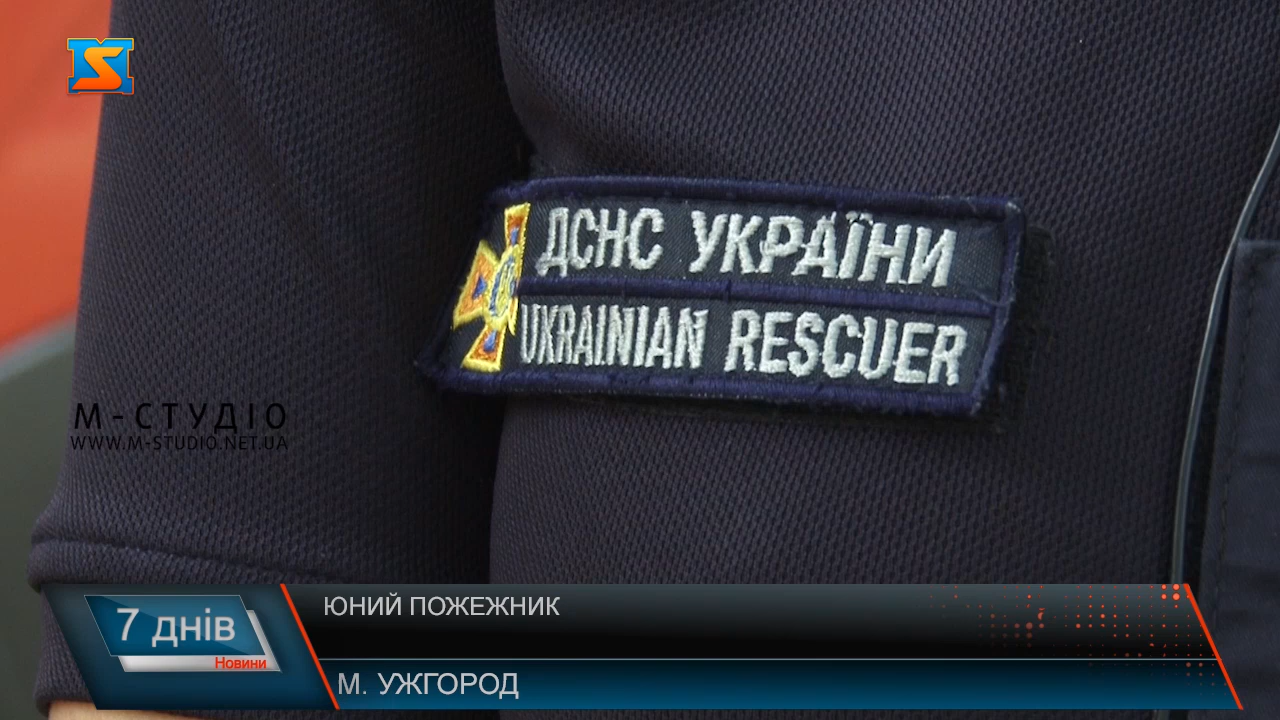 ДСНС УКРАЇНИ
UKRAINIAN RESCUER
М-СТУДІО
WWW.M-STUDIO.NET.UA
ЮНИЙ ПОЖЕЖНИК
7 днів
Новини
М. УЖГОРОД